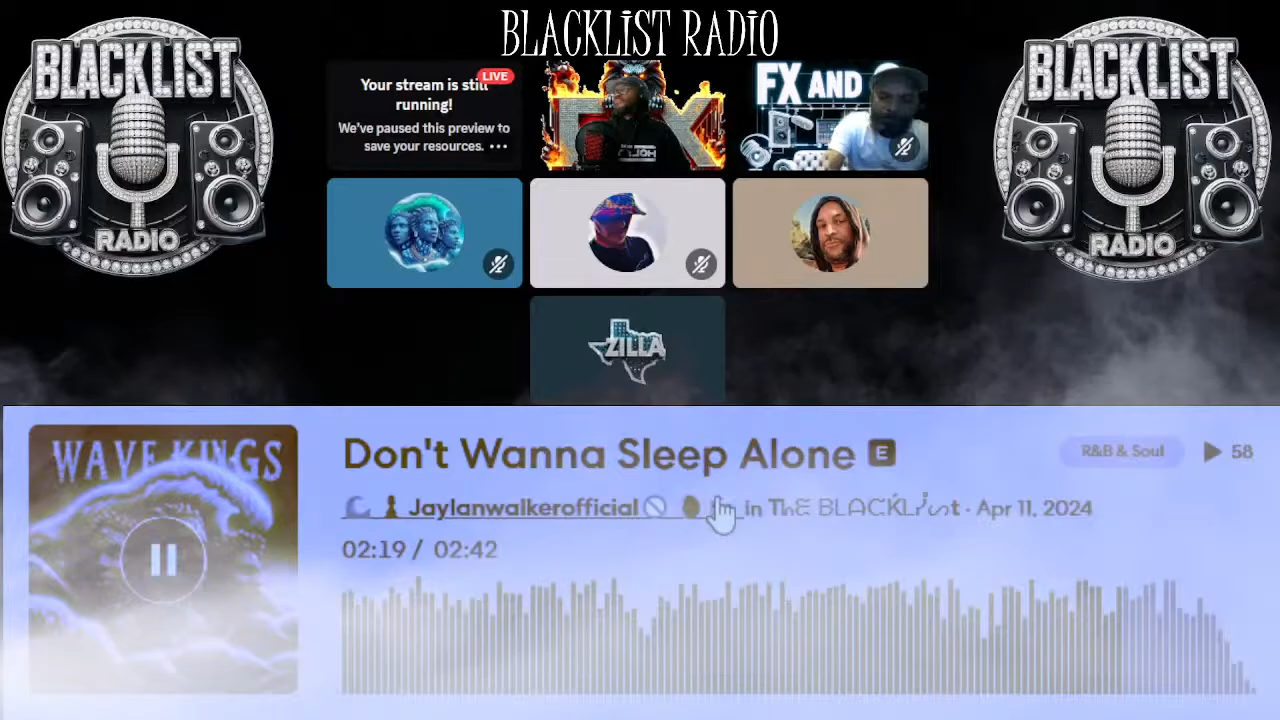 BLACKLIST RADIO
BLACKLIST
RADIO
BLACKLIST
RADIO
LIVE
Your stream is still
running!
We've paused this preview to
save your resources.
FX AND
ZILLA
WAVE KINGS
Don't Wanna Sleep Alone E
R&B & Soul
58
Jaylanwalkerofficial in ThE BLACKList · Apr 11, 2024
02:19 / 02:42